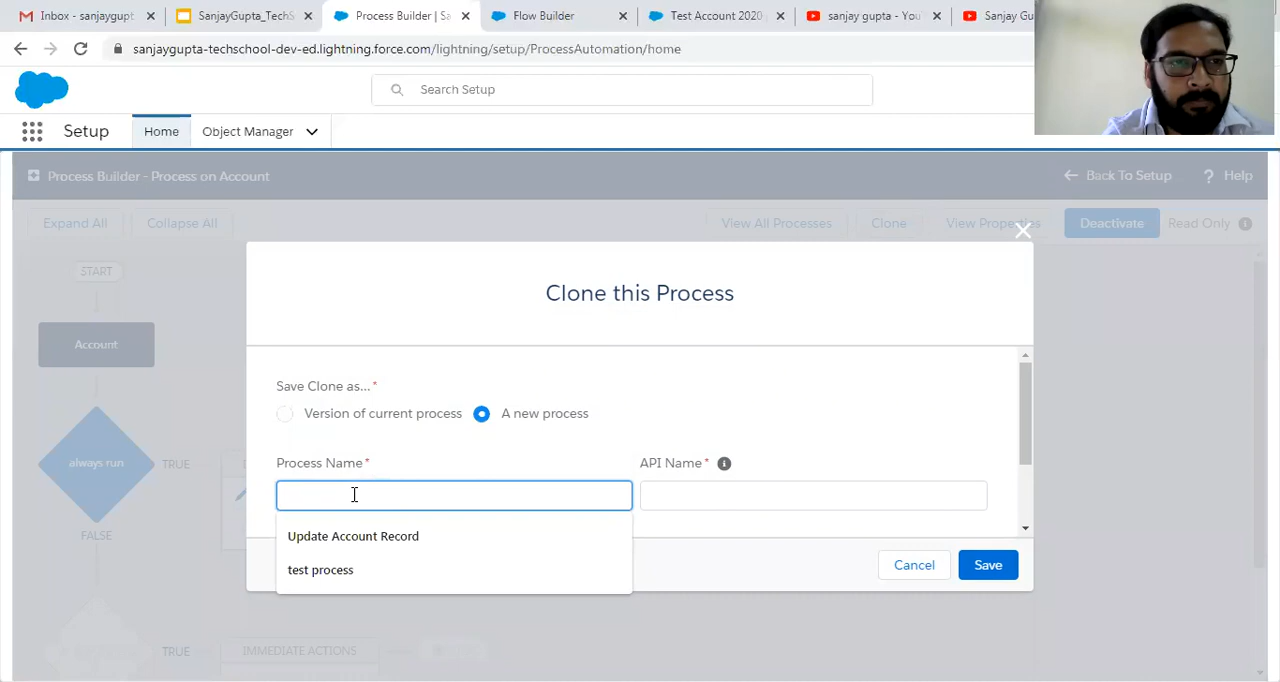 Inbox - sanjaygupt
SanjayGupta_TechS
Process Builder | Sa
Flow Builder
Test Account 2020
sanjay gupta - You
Sanjay Gu
sanjaygupta-techschool-dev-ed.lightning.force.com/lightning/setup/ProcessAutomation/home
Search Setup
Setup
Home
Object Manager
Process Builder - Process on Account
Back To Setup
? Help
Expand All
Collapse All
View All Processes
Clone
View Properties
Deactivate
Read Only
START
Account
always run
TRUE
FALSE
TRUE
IMMEDIATE ACTIONS
Clone this Process
Save Clone as... *
Version of current process
A new process
Process Name *
API Name *
Update Account Record
test process
Cancel
Save